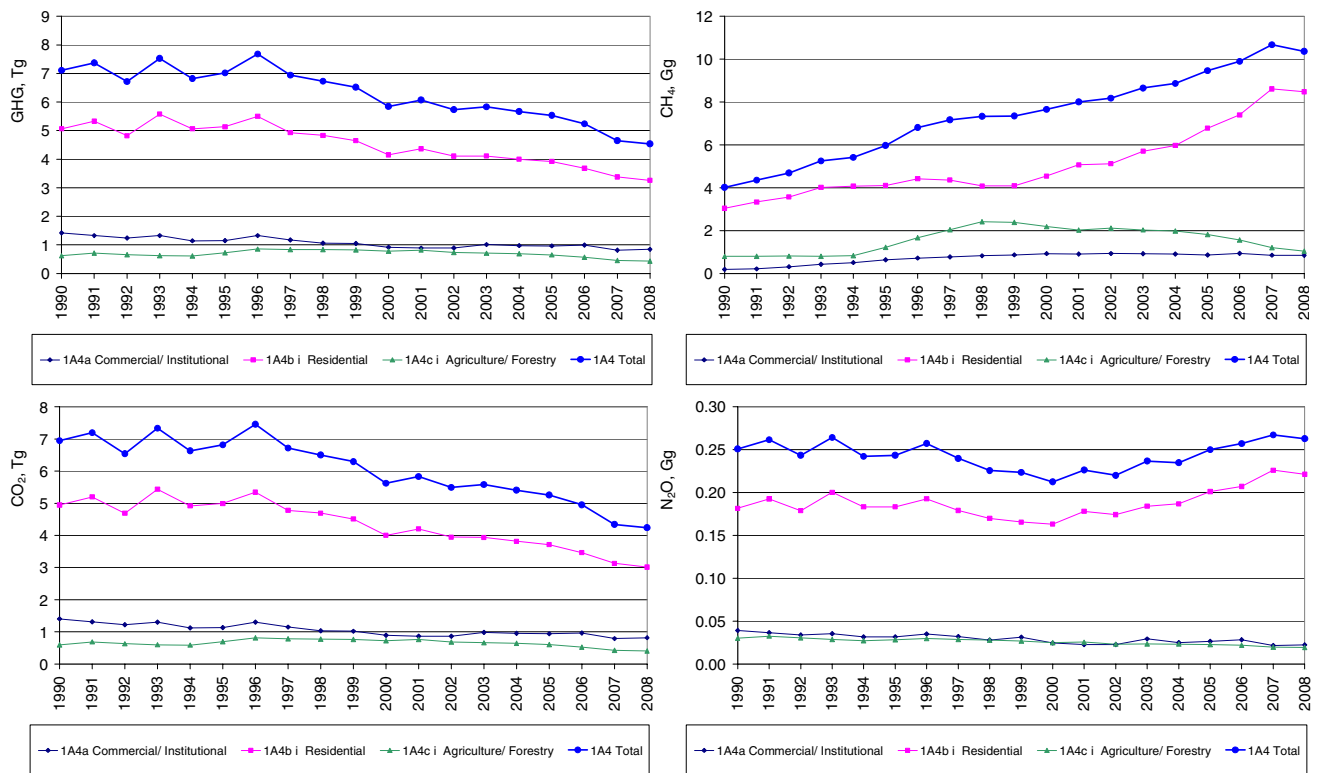 GHG, Tg
9
8
7
6
5
4
3
2
1
0
1990 1991 1992 1993 1994 1995 1996 1997 1998 1999 2000 2001 2002 2003 2004 2005 2006 2007 2008
1A4a Commercial/ Institutional 1A4b i Residential 1A4c i Agriculture/ Forestry 1A4 Total
CH₄, Gg
12
10
8
6
4
2
0
1990 1991 1992 1993 1994 1995 1996 1997 1998 1999 2000 2001 2002 2003 2004 2005 2006 2007 2008
1A4a Commercial/ Institutional 1A4b i Residential 1A4c i Agriculture/ Forestry 1A4 Total
CO₂, Tg
8
7
6
5
4
3
2
1
0
1990 1991 1992 1993 1994 1995 1996 1997 1998 1999 2000 2001 2002 2003 2004 2005 2006 2007 2008
1A4a Commercial/ Institutional 1A4b i Residential 1A4c i Agriculture/ Forestry 1A4 Total
N₂O, Gg
0.30
0.25
0.20
0.15
0.10
0.05
0.00
1990 1991 1992 1993 1994 1995 1996 1997 1998 1999 2000 2001 2002 2003 2004 2005 2006 2007 2008
1A4a Commercial/ Institutional 1A4b i Residential 1A4c i Agriculture/ Forestry 1A4 Total